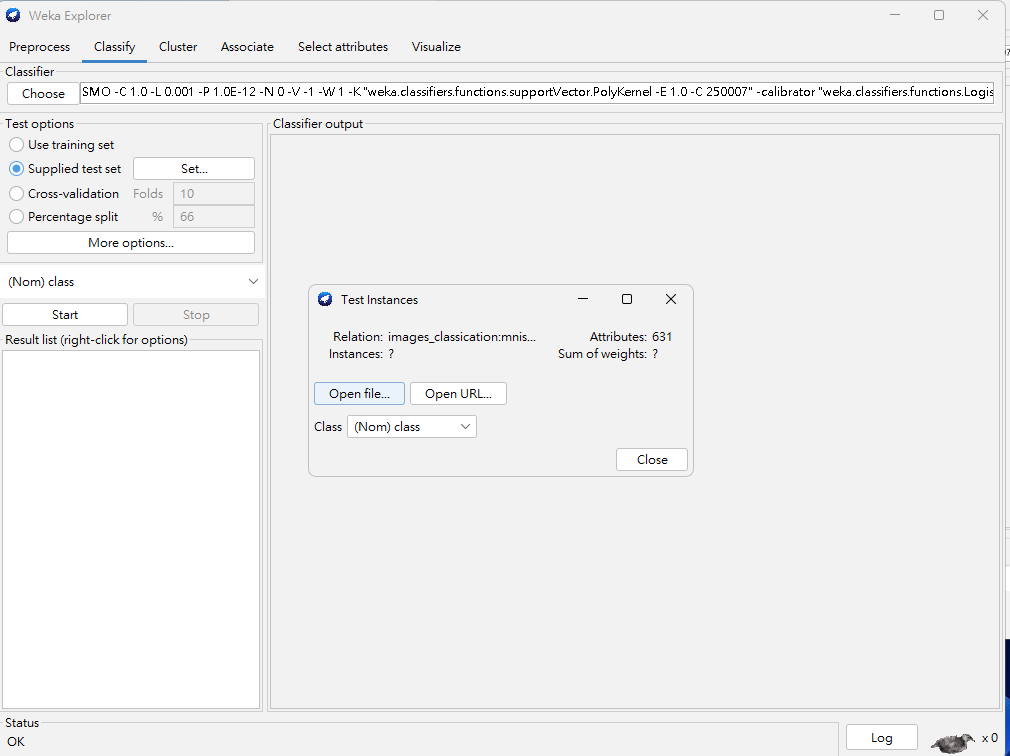 Weka Explorer
Preprocess Classify Cluster Associate Select attributes Visualize
Classifier
Choose SMO -C 1.0 -L 0.001 -P 1.0E-12 -N 0 -V -1 -W 1 -K "weka.classifiers.functions.supportVector.PolyKernel -E 1.0 -C 250007" -calibrator "weka.classifiers.functions.Logis
Test options
Use training set
Supplied test set Set...
Cross-validation Folds 10
Percentage split % 66
More options...
(Nom) class
Start Stop
Result list (right-click for options)
Classifier output
Test Instances
Relation: images_classication:mnis... Attributes: 631
Instances: ? Sum of weights: ?
Open file... Open URL...
Class (Nom) class
Close
Status
OK
Log x 0